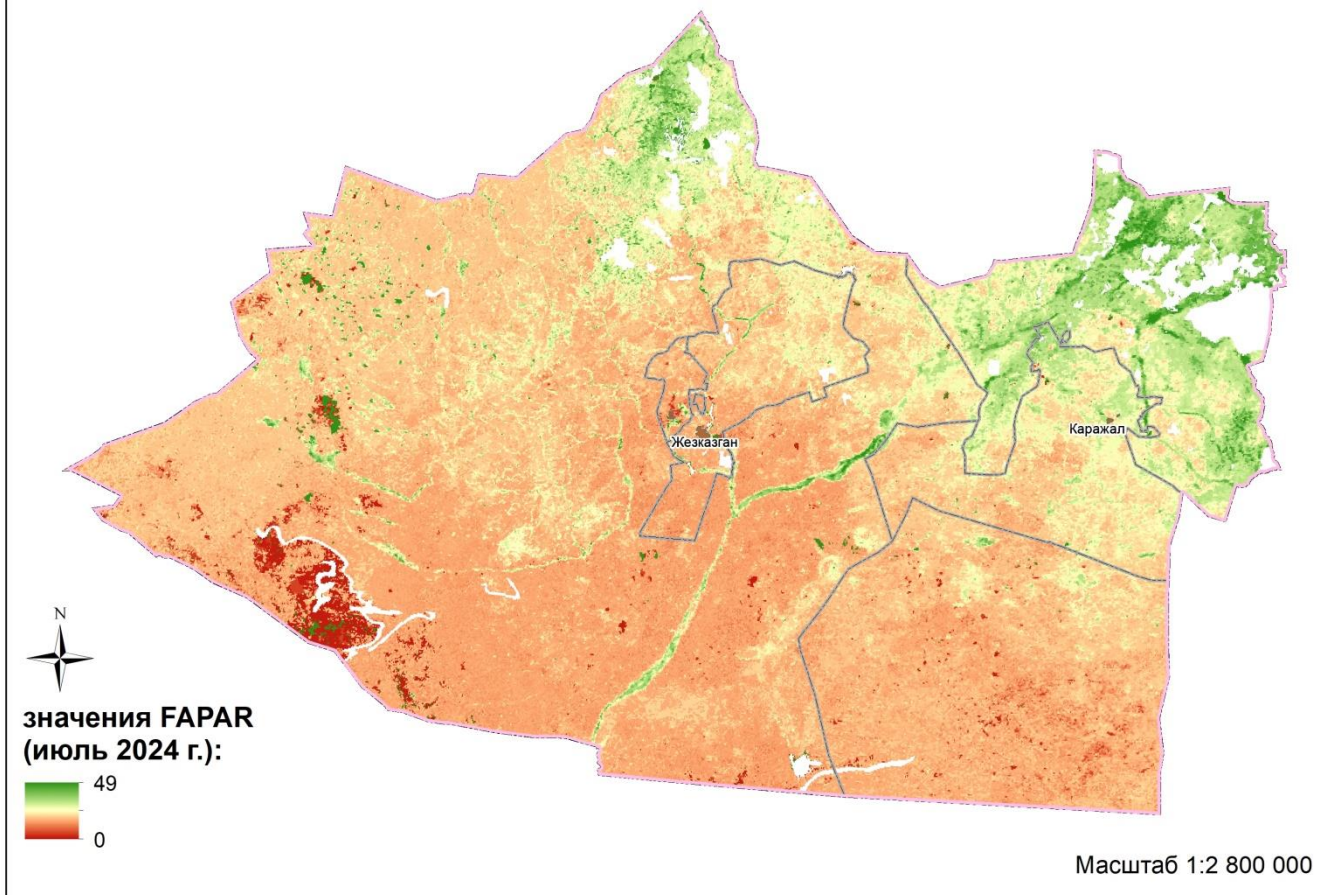 Жезказган
Каражал
N
значения FAPAR
(июль 2024 г.):
49
0
Масштаб 1:2 800 000